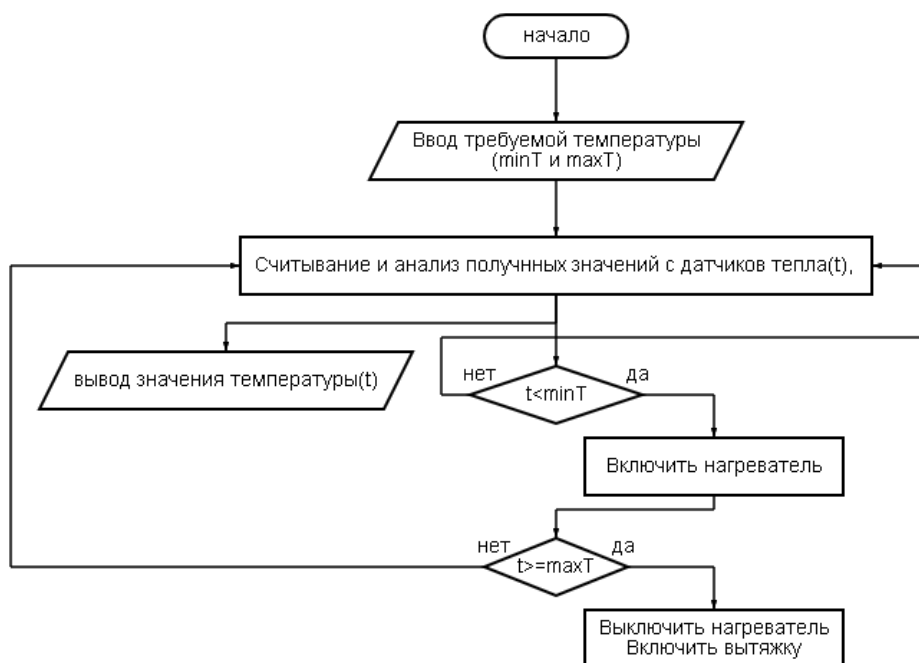 начало
Ввод требуемой температуры
(minT и maxT)
Считывание и анализ получнных значений с датчиков тепла(t),
вывод значения температуры(t)
нет
t<minT
да
Включить нагреватель
нет
t>=maxT
да
Выключить нагреватель
Включить вытяжку